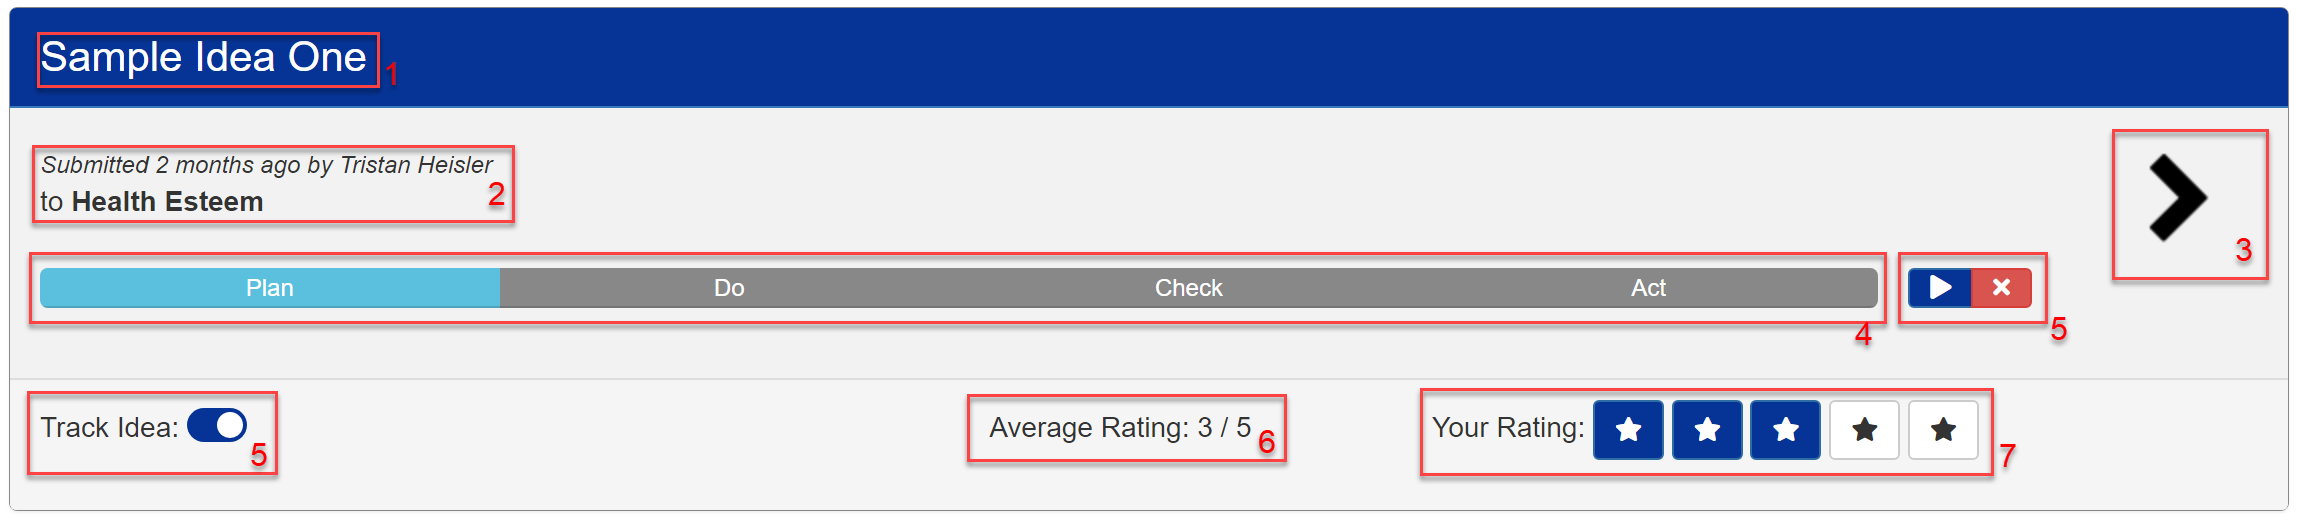 Sample Idea One 1
Submitted 2 months ago by Tristan Heisler
to Health Esteem 2
3
Plan Do Check Act
4 5
Track Idea: 5
Average Rating: 3 / 5 6
Your Rating: 7